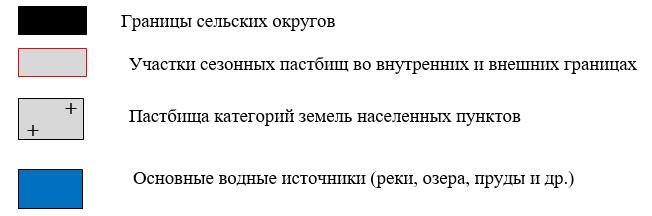 Границы сельских округов
Участки сезонных пастбищ во внутренних и внешних границах
Пастбища категорий земель населенных пунктов
Основные водные источники (реки, озера, пруды и др.)